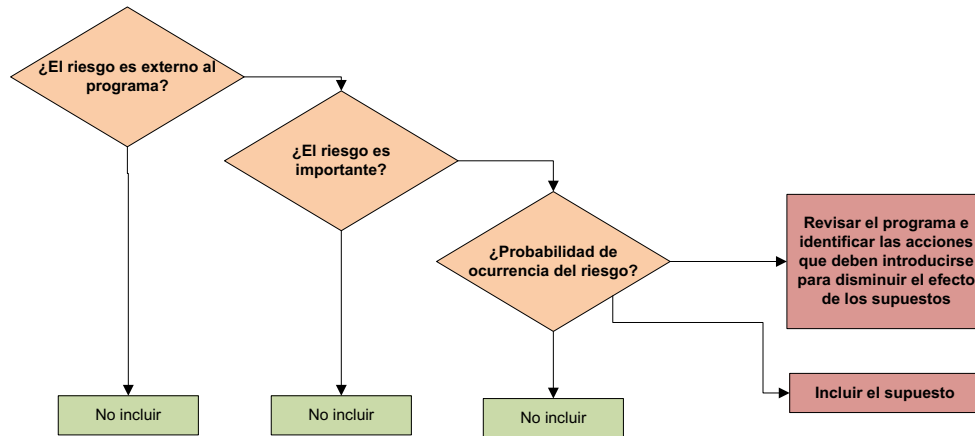 ¿El riesgo es externo al
programa?
¿El riesgo es
importante?
¿Probabilidad de
ocurrencia del riesgo?
Revisar el programa e
identificar las acciones
que deben introducirse
para disminuir el efecto
de los supuestos
Incluir el supuesto
No incluir
No incluir
No incluir